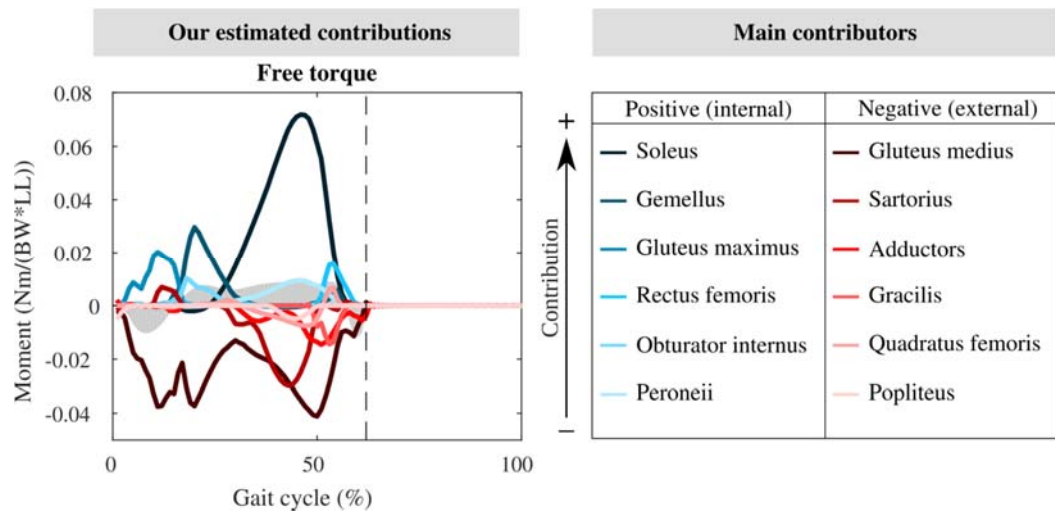 Our estimated contributions
Free torque
Moment (Nm/(BW*LL))
0.08
0.06
0.04
0.02
0
-0.02
-0.04
0
50
100
Gait cycle (%)
Main contributors
Contribution
+
–
Positive (internal)
Negative (external)
Soleus
Gluteus medius
Gemellus
Sartorius
Gluteus maximus
Adductors
Rectus femoris
Gracilis
Obturator internus
Quadratus femoris
Peroneii
Popliteus